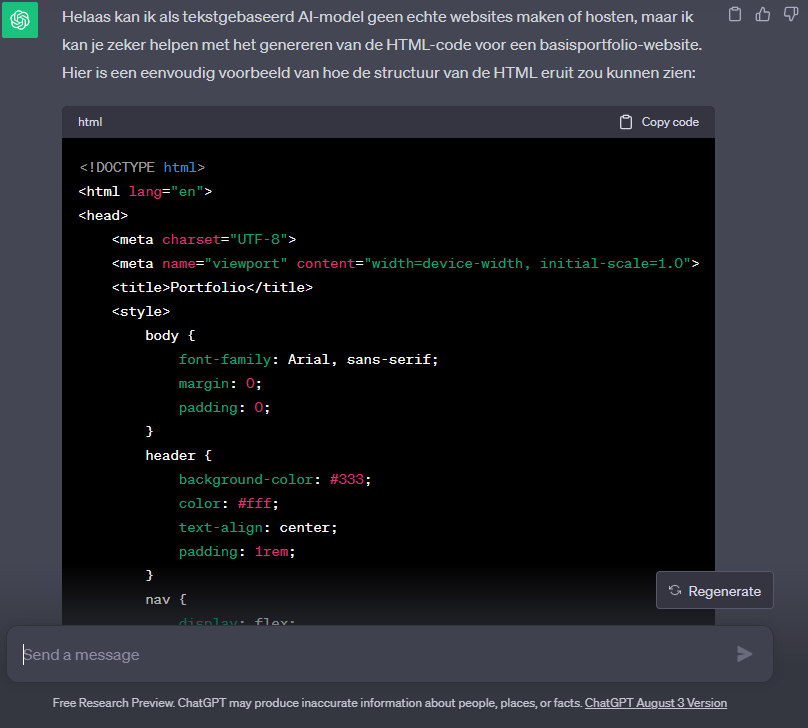 Helaas kan ik als tekstgebaseerd AI-model geen echte websites maken of hosten, maar ik
kan je zeker helpen met het genereren van de HTML-code voor een basisportfolio-website.
Hier is een eenvoudig voorbeeld van hoe de structuur van de HTML eruit zou kunnen zien:
html Copy code
<!DOCTYPE html>
<html lang="en">
<head>
    <meta charset="UTF-8">
    <meta name="viewport" content="width=device-width, initial-scale=1.0">
    <title>Portfolio</title>
    <style>
        body {
            font-family: Arial, sans-serif;
            margin: 0;
            padding: 0;
        }
        header {
            background-color: #333;
            color: #fff;
            text-align: center;
            padding: 1rem;
        }
        nav {
            display: flex;
Regenerate
Send a message
Free Research Preview. ChatGPT may produce inaccurate information about people, places, or facts. ChatGPT August 3 Version